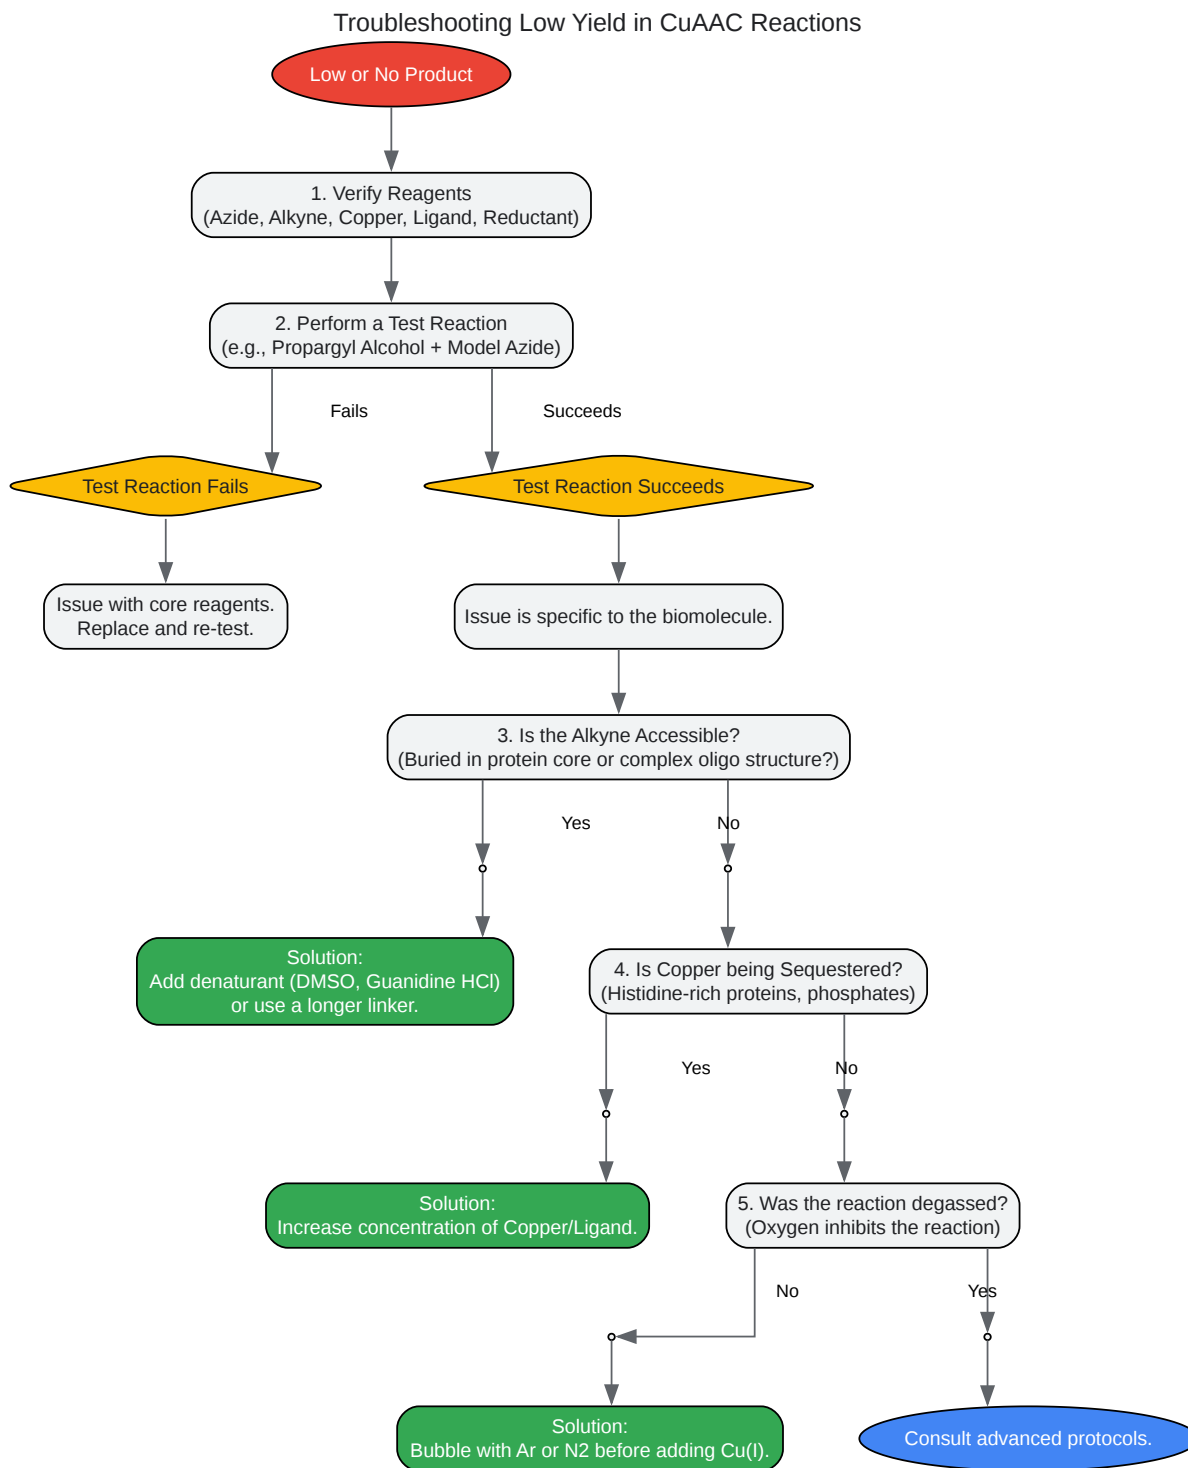 Troubleshooting Low Yield in CuAAC Reactions
Low or No Product
1. Verify Reagents
(Azide, Alkyne, Copper, Ligand, Reductant)
2. Perform a Test Reaction
(e.g., Propargyl Alcohol + Model Azide)
Fails
Succeeds
Test Reaction Fails
Test Reaction Succeeds
Issue with core reagents.
Replace and re-test.
Issue is specific to the biomolecule.
3. Is the Alkyne Accessible?
(Buried in protein core or complex oligo structure?)
Yes
No
Solution:
Add denaturant (DMSO, Guanidine HCl)
or use a longer linker.
4. Is Copper being Sequestered?
(Histidine-rich proteins, phosphates)
Yes
No
Solution:
Increase concentration of Copper/Ligand.
5. Was the reaction degassed?
(Oxygen inhibits the reaction)
No
Yes
Solution:
Bubble with Ar or N2 before adding Cu(I).
Consult advanced protocols.